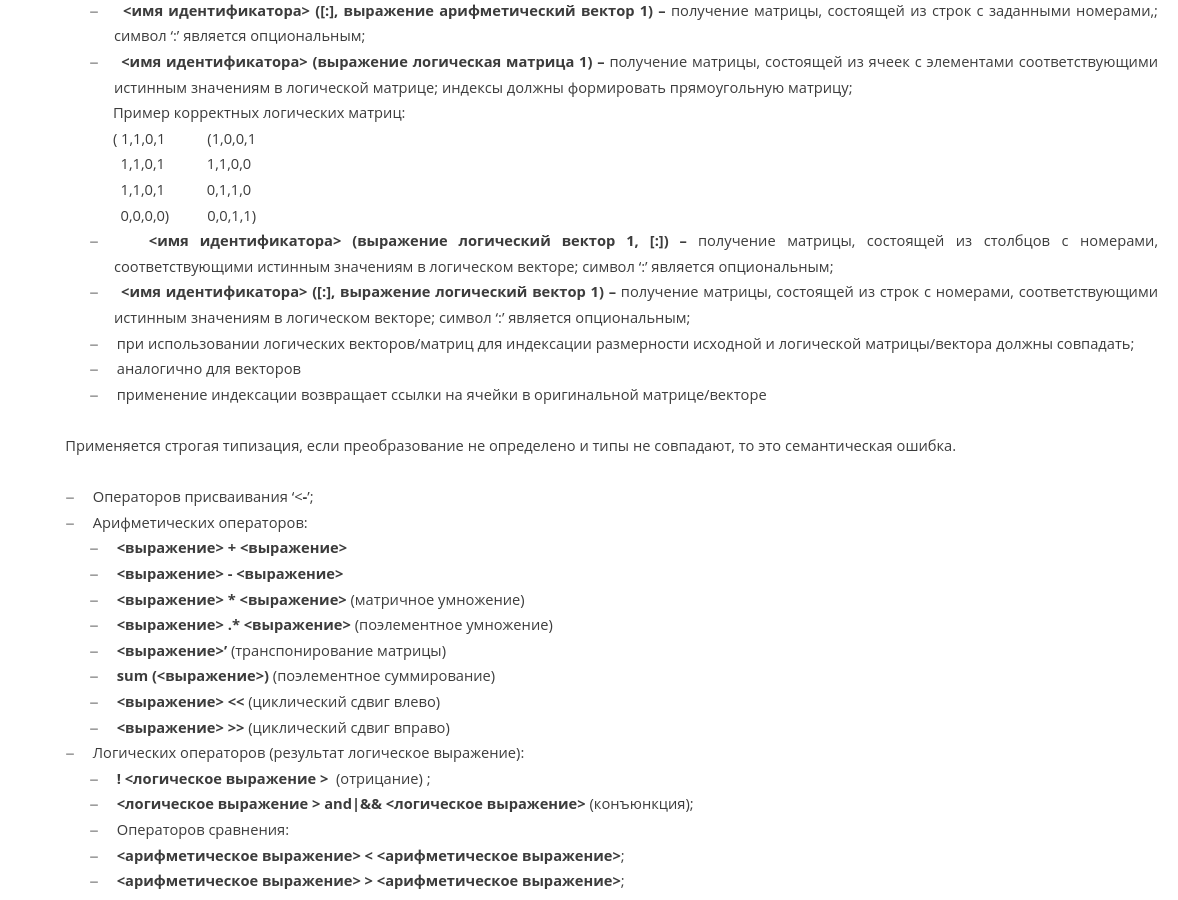 – <имя идентификатора> ([:], выражение арифметический вектор 1) – получение матрицы, состоящей из строк с заданными номерами,;
символ ‘:’ является опциональным;
– <имя идентификатора> (выражение логическая матрица 1) – получение матрицы, состоящей из ячеек с элементами соответствующими
истинным значениям в логической матрице; индексы должны формировать прямоугольную матрицу;
Пример корректных логических матриц:
( 1,1,0,1 (1,0,0,1
1,1,0,1 1,1,0,0
1,1,0,1 0,1,1,0
0,0,0,0) 0,0,1,1)
– <имя идентификатора> (выражение логический вектор 1, [:]) – получение матрицы, состоящей из столбцов с номерами,
соответствующими истинным значениям в логическом векторе; символ ‘:’ является опциональным;
– <имя идентификатора> ([:], выражение логический вектор 1) – получение матрицы, состоящей из строк с номерами, соответствующими
истинным значениям в логическом векторе; символ ‘:’ является опциональным;
– при использовании логических векторов/матриц для индексации размерности исходной и логической матрицы/вектора должны совпадать;
– аналогично для векторов
– применение индексации возвращает ссылки на ячейки в оригинальной матрице/векторе
Применяется строгая типизация, если преобразование не определено и типы не совпадают, то это семантическая ошибка.
– Операторов присваивания ‘<-’;
– Арифметических операторов:
– <выражение> + <выражение>
– <выражение> - <выражение>
– <выражение> * <выражение> (матричное умножение)
– <выражение> .* <выражение> (поэлементное умножение)
– <выражение>’ (транспонирование матрицы)
– sum (<выражение>) (поэлементное суммирование)
– <выражение> << (циклический сдвиг влево)
– <выражение> >> (циклический сдвиг вправо)
– Логических операторов (результат логическое выражение):
– ! <логическое выражение > (отрицание) ;
– <логическое выражение > and|&& <логическое выражение> (конъюнкция);
– Операторов сравнения:
– <арифметическое выражение> < <арифметическое выражение>;
– <арифметическое выражение> > <арифметическое выражение>;